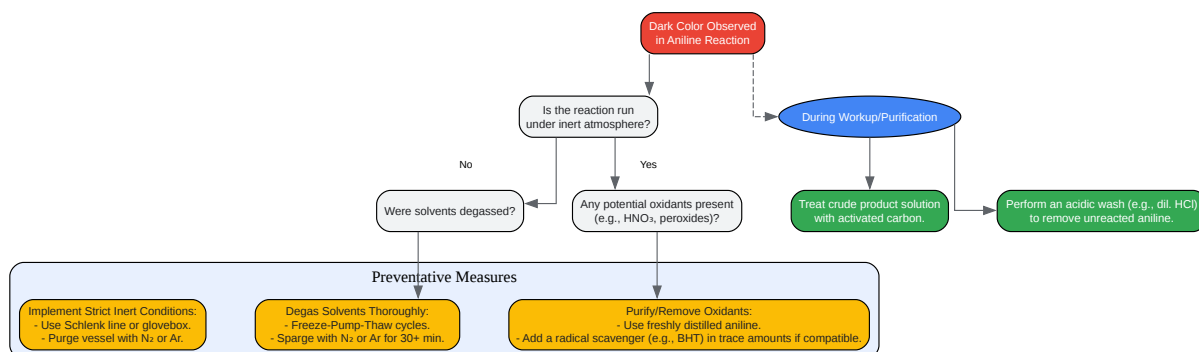 Dark Color Observed
in Aniline Reaction
Is the reaction run
under inert atmosphere?
During Workup/Purification
No
Yes
Were solvents degassed?
Any potential oxidants present
(e.g., HNO₃, peroxides)?
Treat crude product solution
with activated carbon.
Perform an acidic wash (e.g., dil. HCl)
to remove unreacted aniline.
Preventative Measures
Implement Strict Inert Conditions:
- Use Schlenk line or glovebox.
- Purge vessel with N₂ or Ar.
Degas Solvents Thoroughly:
- Freeze-Pump-Thaw cycles.
- Sparge with N₂ or Ar for 30+ min.
Purify/Remove Oxidants:
- Use freshly distilled aniline.
- Add a radical scavenger (e.g., BHT) in trace amounts if compatible.